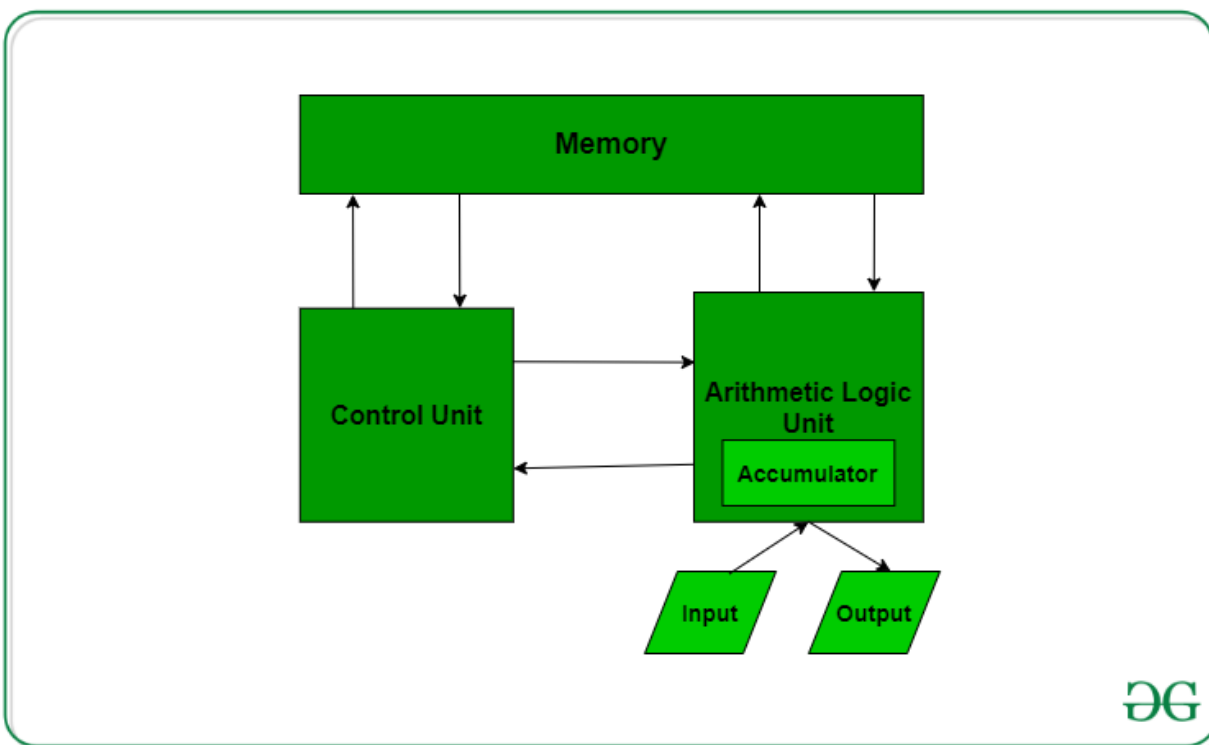 Memory
Control Unit
Arithmetic Logic
Unit
Accumulator
Input
Output